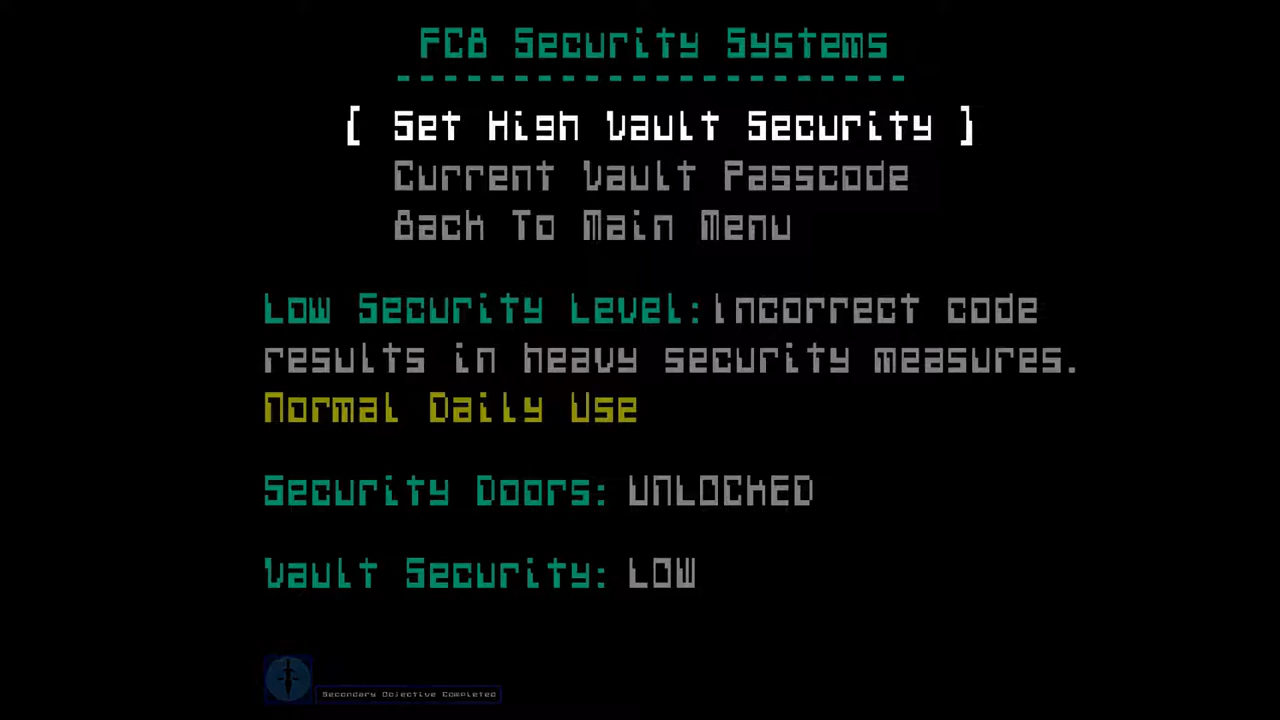 FCB Security Systems
----------------------
[ Set High Vault Security ]
Current Vault Passcode
Back To Main Menu
Low Security Level: Incorrect code
results in heavy security measures.
Normal Daily Use
Security Doors: UNLOCKED
Vault Security: LOW
Secondary Objective Completed